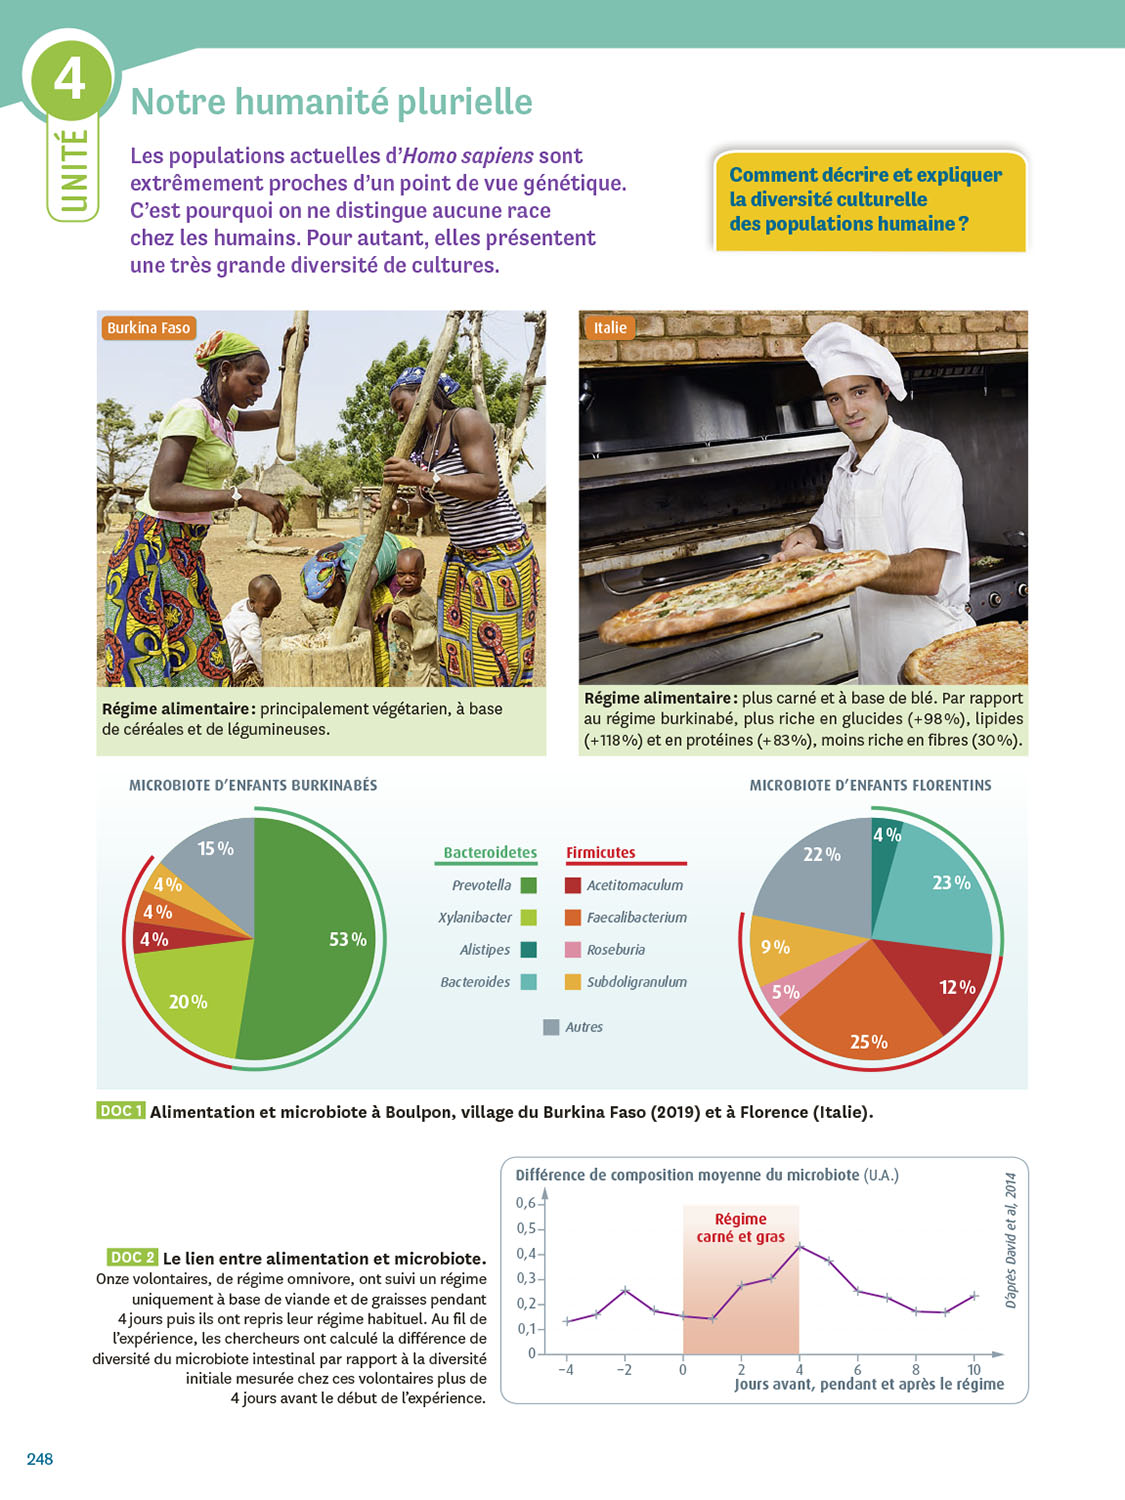 4
UNITÉ
Notre humanité plurielle
Les populations actuelles d’Homo sapiens sont
extrêmement proches d’un point de vue génétique.
C’est pourquoi on ne distingue aucune race
chez les humains. Pour autant, elles présentent
une très grande diversité de cultures.
Comment décrire et expliquer
la diversité culturelle
des populations humaine ?
Burkina Faso
Régime alimentaire : principalement végétarien, à base
de céréales et de légumineuses.
Italie
Régime alimentaire : plus carné et à base de blé. Par rapport
au régime burkinabé, plus riche en glucides (+98 %), lipides
(+118 %) et en protéines (+83 %), moins riche en fibres (30 %).
MICROBIOTE D’ENFANTS BURKINABÉS
15 %
4 %
4 %
4 %
53 %
20 %
Bacteroidetes
Prevotella
Xylanibacter
Alistipes
Bacteroides
Firmicutes
Acetitomaculum
Faecalibacterium
Roseburia
Subdoligranulum
Autres
MICROBIOTE D’ENFANTS FLORENTINS
4 %
22 %
23 %
9 %
5 %
12 %
25 %
DOC 1 Alimentation et microbiote à Boulpon, village du Burkina Faso (2019) et à Florence (Italie).
DOC 2 Le lien entre alimentation et microbiote.
Onze volontaires, de régime omnivore, ont suivi un régime
uniquement à base de viande et de graisses pendant
4 jours puis ils ont repris leur régime habituel. Au fil de
l’expérience, les chercheurs ont calculé la différence de
diversité du microbiote intestinal par rapport à la diversité
initiale mesurée chez ces volontaires plus de
4 jours avant le début de l’expérience.
Différence de composition moyenne du microbiote (U.A.)
0,6
0,5
0,4
0,3
0,2
0,1
0
Régime
carné et gras
−4 −2 0 2 4 6 8 10
Jours avant, pendant et après le régime
D’après David et al, 2014
248